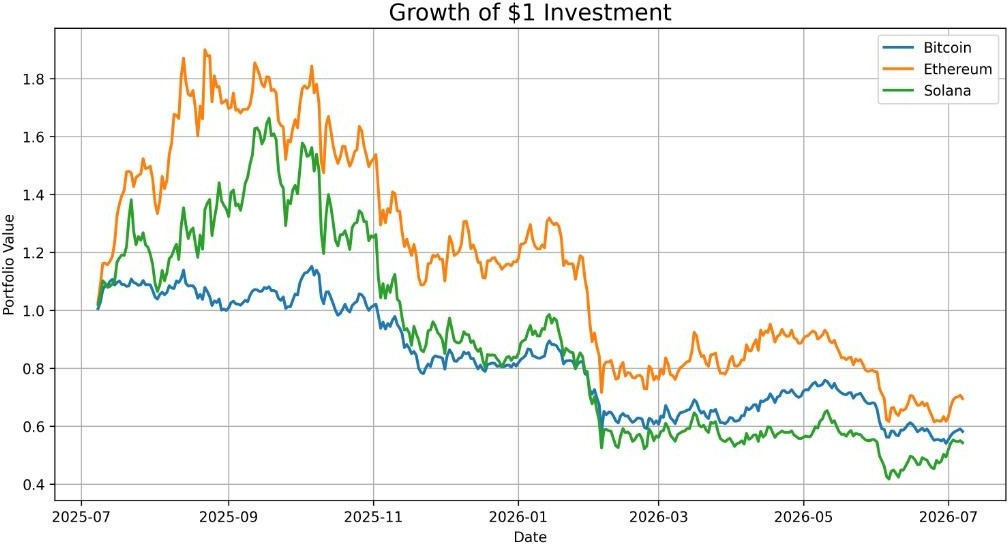 Growth of $1 Investment
Bitcoin
Ethereum
Solana
Portfolio Value
1.8
1.6
1.4
1.2
1.0
0.8
0.6
0.4
2025-07
2025-09
2025-11
2026-01
2026-03
2026-05
2026-07
Date